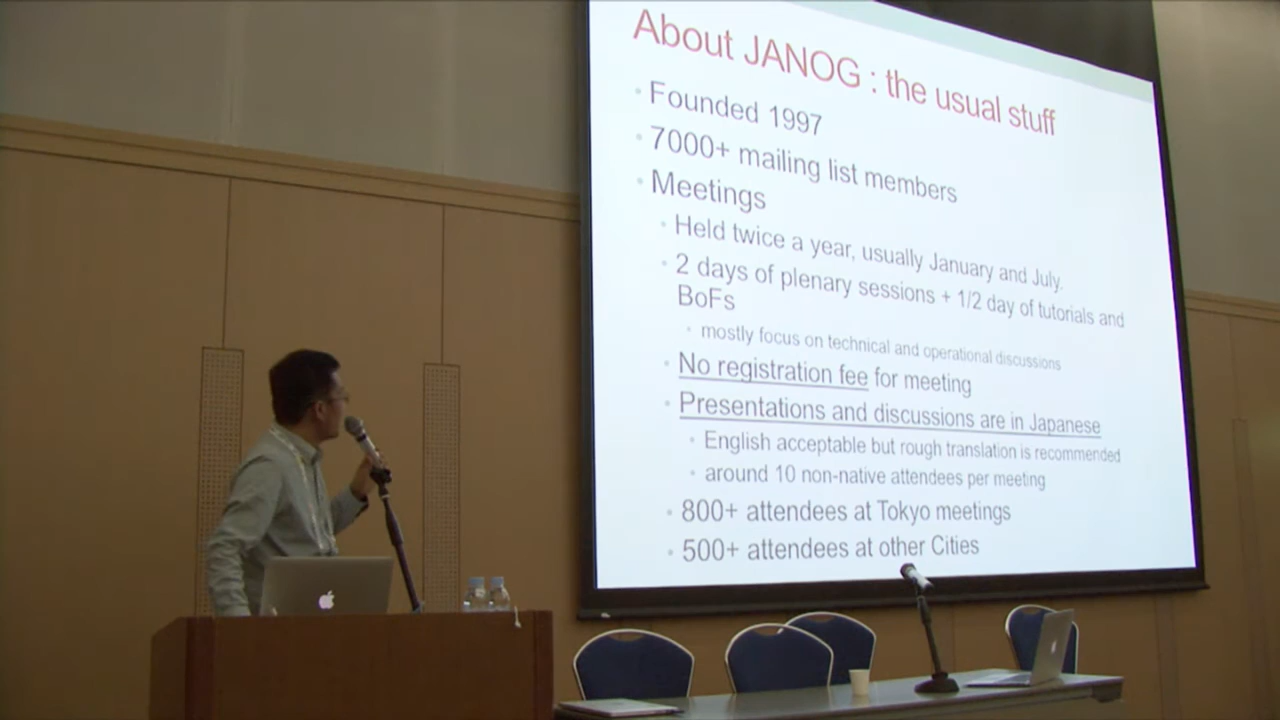 About JANOG : the usual stuff
• Founded 1997
• 7000+ mailing list members
• Meetings
• Held twice a year, usually January and July.
• 2 days of plenary sessions + 1/2 day of tutorials and
BoFs
• mostly focus on technical and operational discussions
• No registration fee for meeting
• Presentations and discussions are in Japanese
• English acceptable but rough translation is recommended
• around 10 non-native attendees per meeting
• 800+ attendees at Tokyo meetings
• 500+ attendees at other Cities